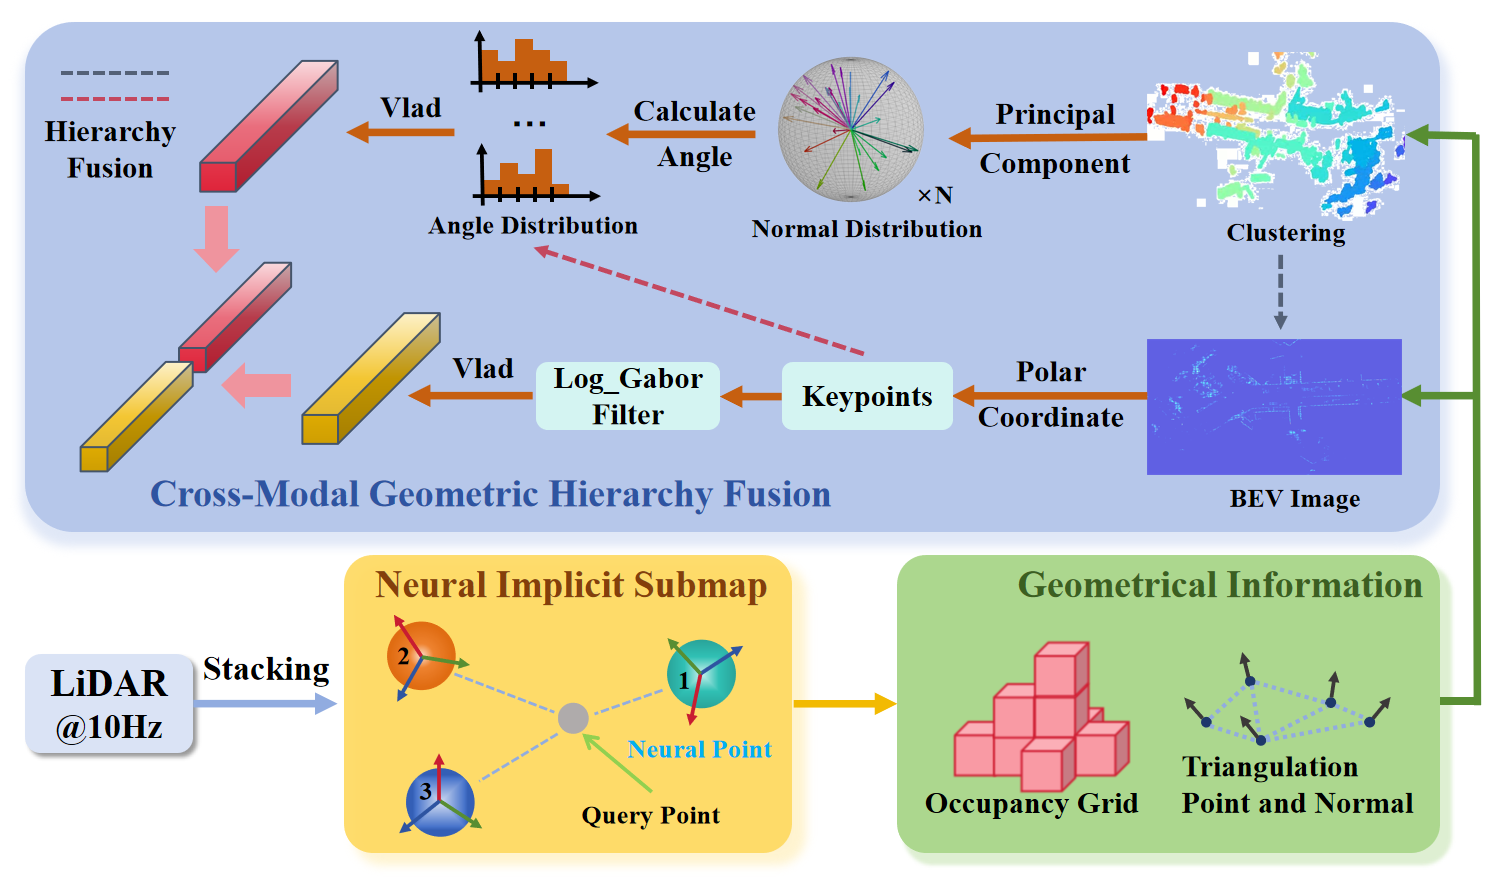 Hierarchy
Fusion
Vlad
...
Angle Distribution
Calculate
Angle
×N
Normal Distribution
Principal
Component
Clustering
Vlad
Log_Gabor
Filter
Keypoints
Polar
Coordinate
BEV Image
Cross-Modal Geometric Hierarchy Fusion
LiDAR
@10Hz
Stacking
Neural Implicit Submap
2
1
3
Neural Point
Query Point
Geometrical Information
Occupancy Grid
Triangulation
Point and Normal